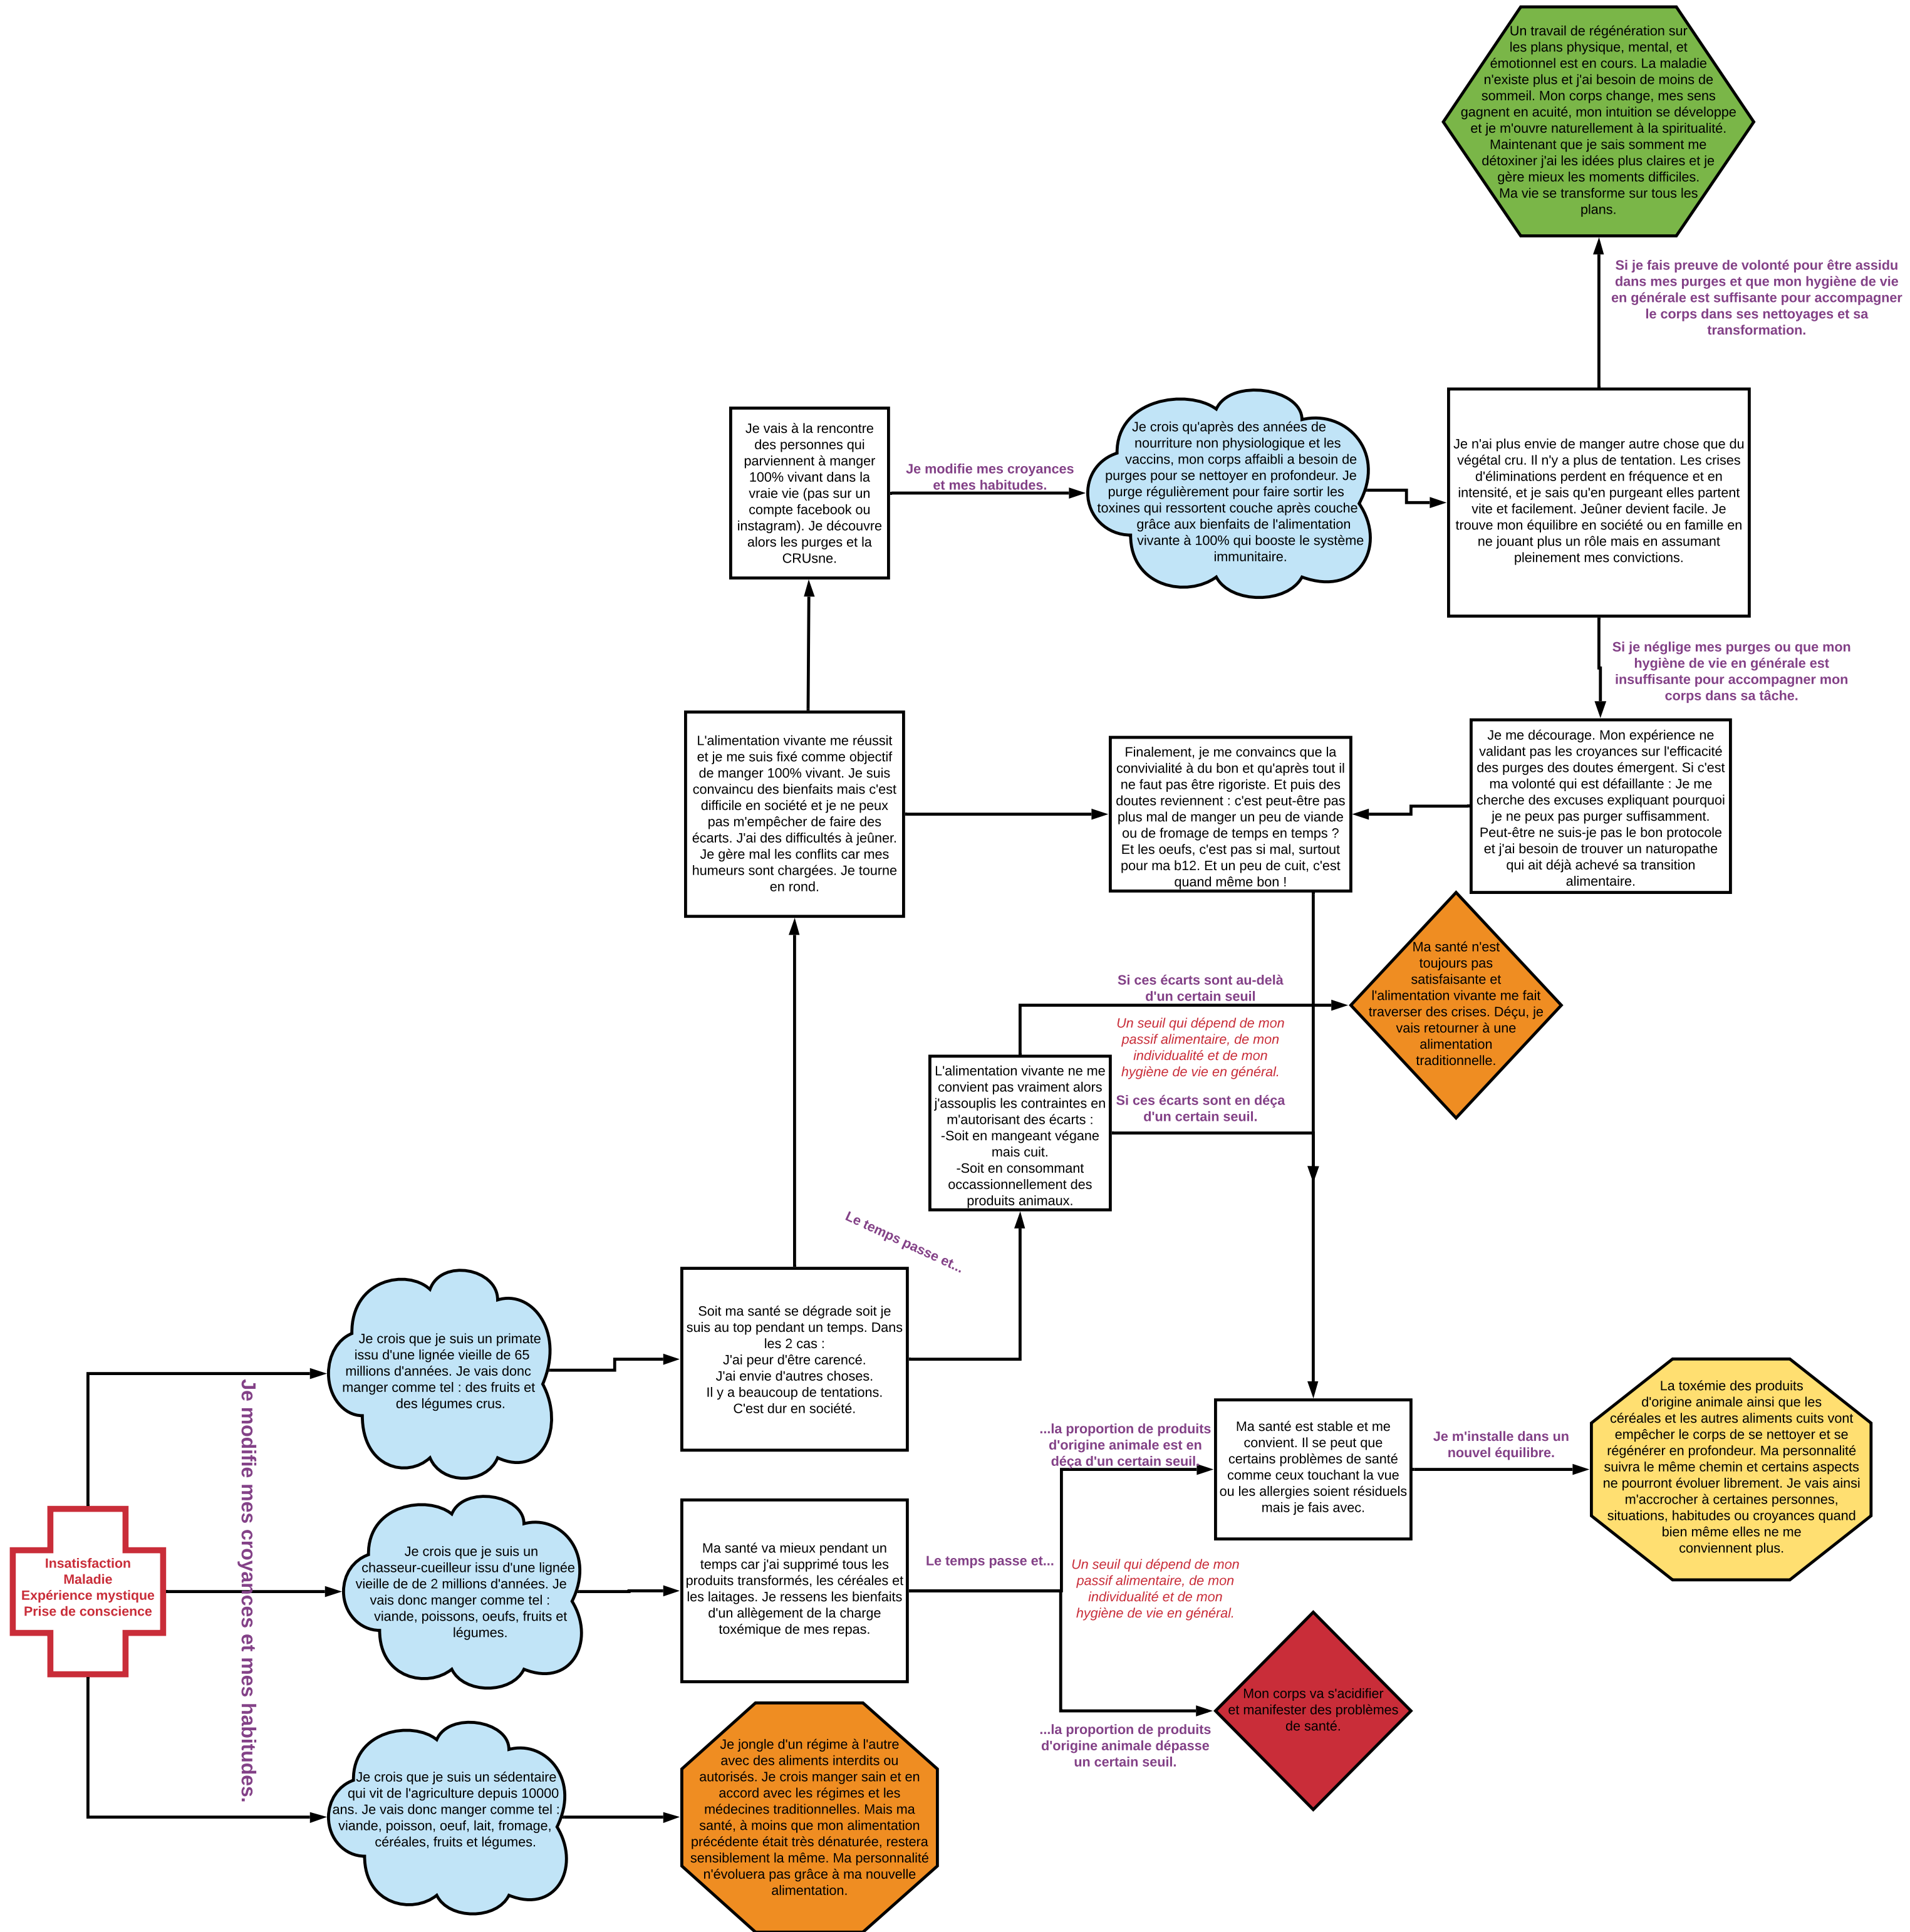 Un travail de régénération sur
les plans physique, mental, et
émotionnel est en cours. La maladie
n'existe plus et j'ai besoin de moins de
sommeil. Mon corps change, mes sens
gagnent en acuité, mon intuition se développe
et je m'ouvre naturellement à la spiritualité.
Maintenant que je sais somment me
détoxiner j'ai les idées plus claires et je
gère mieux les moments difficiles.
Ma vie se transforme sur tous les
plans.
Si je fais preuve de volonté pour être assidu
dans mes purges et que mon hygiène de vie
en générale est suffisante pour accompagner
le corps dans ses nettoyages et sa
transformation.
Je vais à la rencontre
des personnes qui
parviennent à manger
100% vivant dans la
vraie vie (pas sur un
compte facebook ou
instagram). Je découvre
alors les purges et la
CRUsne.
Je modifie mes croyances
et mes habitudes.
Je crois qu'après des années de
nourriture non physiologique et les
vaccins, mon corps affaibli a besoin de
purges pour se nettoyer en profondeur. Je
purge régulièrement pour faire sortir les
toxines qui ressortent couche après couche
grâce aux bienfaits de l'alimentation
vivante à 100% qui booste le système
immunitaire.
Je n'ai plus envie de manger autre chose que du
végétal cru. Il n'y a plus de tentation. Les crises
d'éliminations perdent en fréquence et en
intensité, et je sais qu'en purgeant elles partent
vite et facilement. Jeûner devient facile. Je
trouve mon équilibre en société ou en famille en
ne jouant plus un rôle mais en assumant
pleinement mes convictions.
Si je néglige mes purges ou que mon
hygiène de vie en générale est
insuffisante pour accompagner mon
corps dans sa tâche.
L'alimentation vivante me réussit
et je me suis fixé comme objectif
de manger 100% vivant. Je suis
convaincu des bienfaits mais c'est
difficile en société et je ne peux
pas m'empêcher de faire des
écarts. J'ai des difficultés à jeûner.
Je gère mal les conflits car mes
humeurs sont chargées. Je tourne
en rond.
Finalement, je me convaincs que la
convivialité à du bon et qu'après tout il
ne faut pas être rigoriste. Et puis des
doutes reviennent : c'est peut-être pas
plus mal de manger un peu de viande
ou de fromage de temps en temps ?
Et les oeufs, c'est pas si mal, surtout
pour ma b12. Et un peu de cuit, c'est
quand même bon !
Je me décourage. Mon expérience ne
validant pas les croyances sur l'efficacité
des purges des doutes émergent. Si c'est
ma volonté qui est défaillante : Je me
cherche des excuses expliquant pourquoi
je ne peux pas purger suffisamment.
Peut-être ne suis-je pas le bon protocole
et j'ai besoin de trouver un naturopathe
qui ait déjà achevé sa transition
alimentaire.
Ma santé n'est
toujours pas
satisfaisante et
l'alimentation vivante me fait
traverser des crises. Déçu, je
vais retourner à une
alimentation
traditionnelle.
Si ces écarts sont au-delà
d'un certain seuil
Un seuil qui dépend de mon
passif alimentaire, de mon
individualité et de mon
hygiène de vie en général.
Si ces écarts sont en déça
d'un certain seuil.
L'alimentation vivante ne me
convient pas vraiment alors
j'assouplis les contraintes en
m'autorisant des écarts :
-Soit en mangeant végane
mais cuit.
-Soit en consommant
occassionnellement des
produits animaux.
Le temps passe et...
Je crois que je suis un primate
issu d'une lignée vieille de 65
millions d'années. Je vais donc
manger comme tel : des fruits et
des légumes crus.
Soit ma santé se dégrade soit je
suis au top pendant un temps. Dans
les 2 cas :
J'ai peur d'être carencé.
J'ai envie d'autres choses.
Il y a beaucoup de tentations.
C'est dur en société.
Je modifie mes croyances et mes habitudes.
...la proportion de produits
d'origine animale est en
déça d'un certain seuil.
Ma santé est stable et me
convient. Il se peut que
certains problèmes de santé
comme ceux touchant la vue
ou les allergies soient résiduels
mais je fais avec.
Je m'installe dans un
nouvel équilibre.
La toxémie des produits
d'origine animale ainsi que les
céréales et les autres aliments cuits vont
empêcher le corps de se nettoyer et se
régénérer en profondeur. Ma personnalité
suivra le même chemin et certains aspects
ne pourront évoluer librement. Je vais ainsi
m'accrocher à certaines personnes,
situations, habitudes ou croyances quand
bien même elles ne me
conviennent plus.
Insatisfaction
Maladie
Expérience mystique
Prise de conscience
Je crois que je suis un
chasseur-cueilleur issu d'une lignée
vieille de de 2 millions d'années. Je
vais donc manger comme tel :
viande, poissons, oeufs, fruits et
légumes.
Ma santé va mieux pendant un
temps car j'ai supprimé tous les
produits transformés, les céréales et
les laitages. Je ressens les bienfaits
d'un allègement de la charge
toxémique de mes repas.
Le temps passe et...
Un seuil qui dépend de mon
passif alimentaire, de mon
individualité et de mon
hygiène de vie en général.
Mon corps va s'acidifier
et manifester des problèmes
de santé.
...la proportion de produits
d'origine animale dépasse
un certain seuil.
Je crois que je suis un sédentaire
qui vit de l'agriculture depuis 10000
ans. Je vais donc manger comme tel :
viande, poisson, oeuf, lait, fromage,
céréales, fruits et légumes.
Je jongle d'un régime à l'autre
avec des aliments interdits ou
autorisés. Je crois manger sain et en
accord avec les régimes et les
médecines traditionnelles. Mais ma
santé, à moins que mon alimentation
précédente était très dénaturée, restera
sensiblement la même. Ma personnalité
n'évoluera pas grâce à ma nouvelle
alimentation.